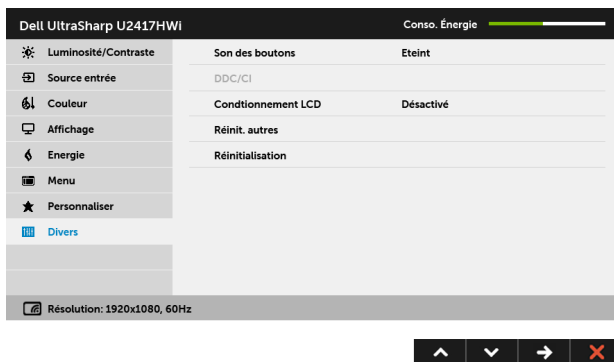 Dell UltraSharp U2417HWi Conso. Énergie
Luminosité/Contraste Son des boutons Eteint
Source entrée DDC/CI
Couleur Condtionnement LCD Désactivé
Affichage Réinit. autres
Energie Réinitialisation
Menu
Personnaliser
Divers
Résolution: 1920x1080, 60Hz